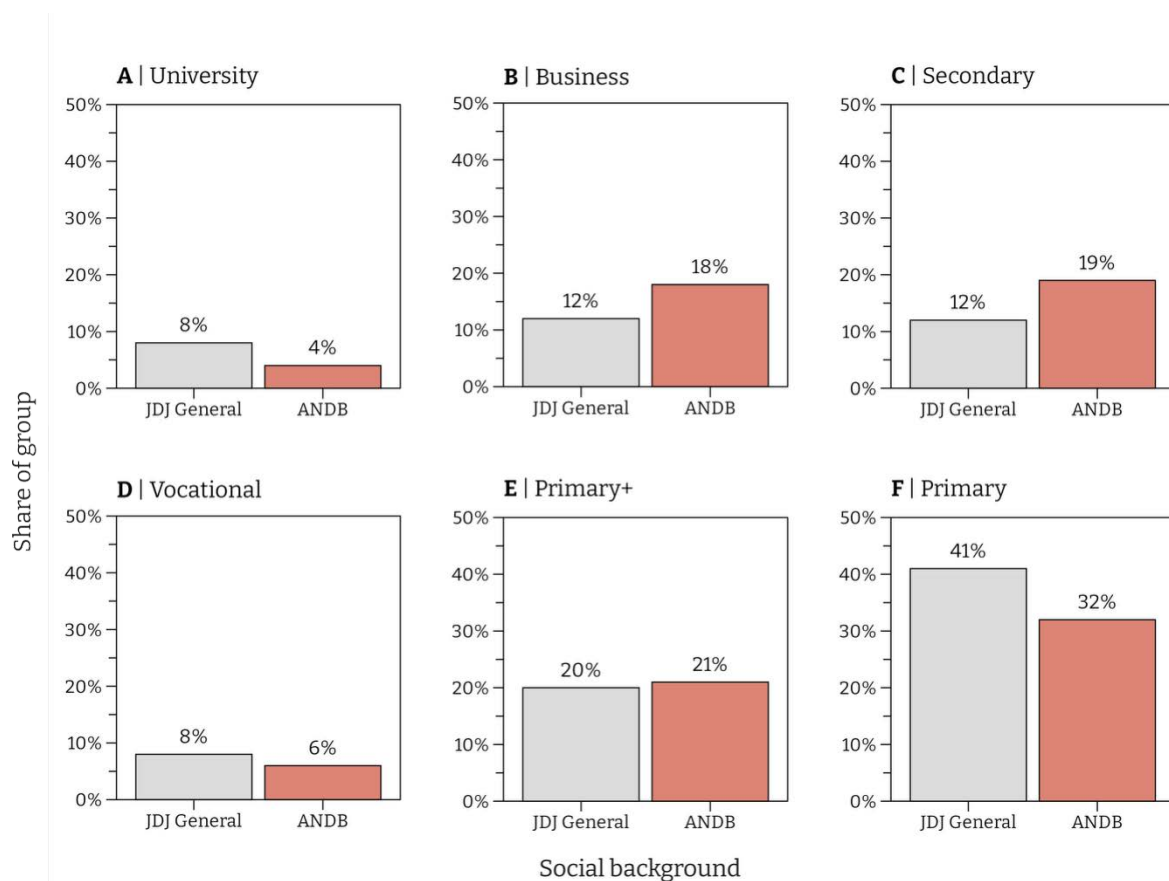 A | University
50%
40%
30%
20%
10%
0%
8%
4%
JDJ General
ANDB
B | Business
50%
40%
30%
20%
10%
0%
12%
18%
JDJ General
ANDB
C | Secondary
50%
40%
30%
20%
10%
0%
12%
19%
JDJ General
ANDB
Share of group
D | Vocational
50%
40%
30%
20%
10%
0%
8%
6%
JDJ General
ANDB
E | Primary+
50%
40%
30%
20%
10%
0%
20%
21%
JDJ General
ANDB
F | Primary
50%
40%
30%
20%
10%
0%
41%
32%
JDJ General
ANDB
Social background